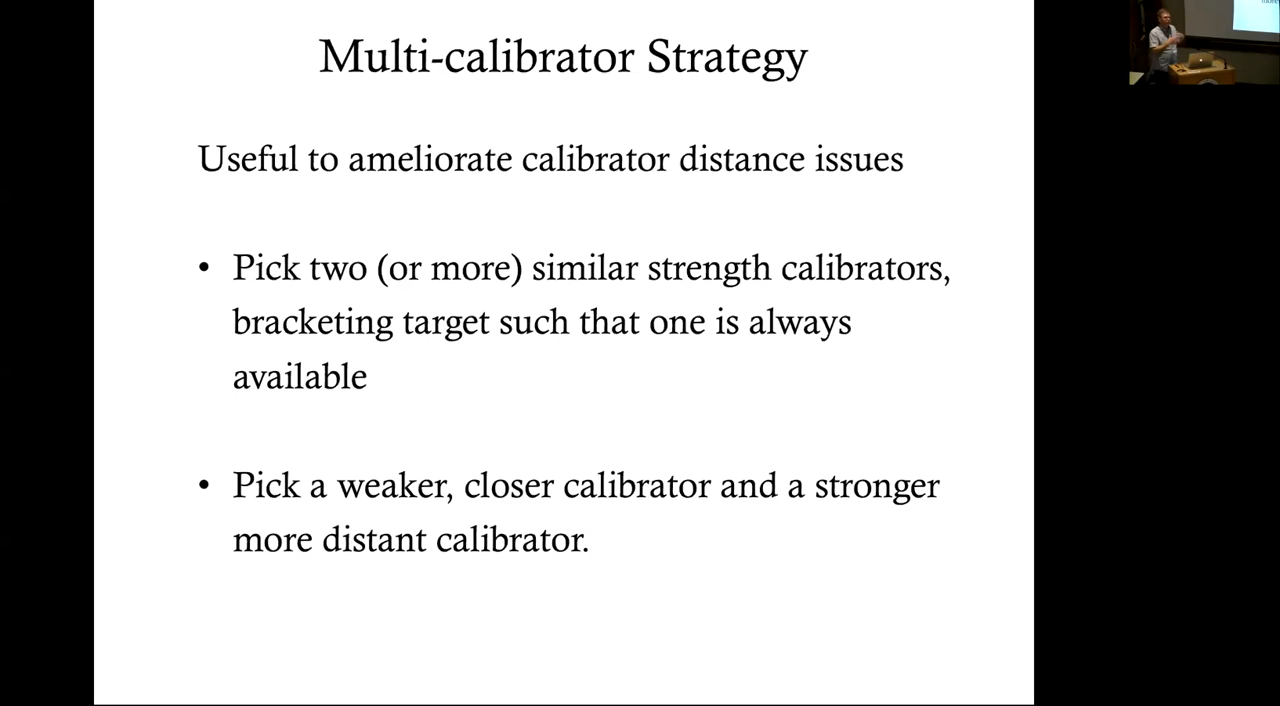 Multi-calibrator Strategy
Useful to ameliorate calibrator distance issues
• Pick two (or more) similar strength calibrators,
bracketing target such that one is always
available
• Pick a weaker, closer calibrator and a stronger
more distant calibrator.